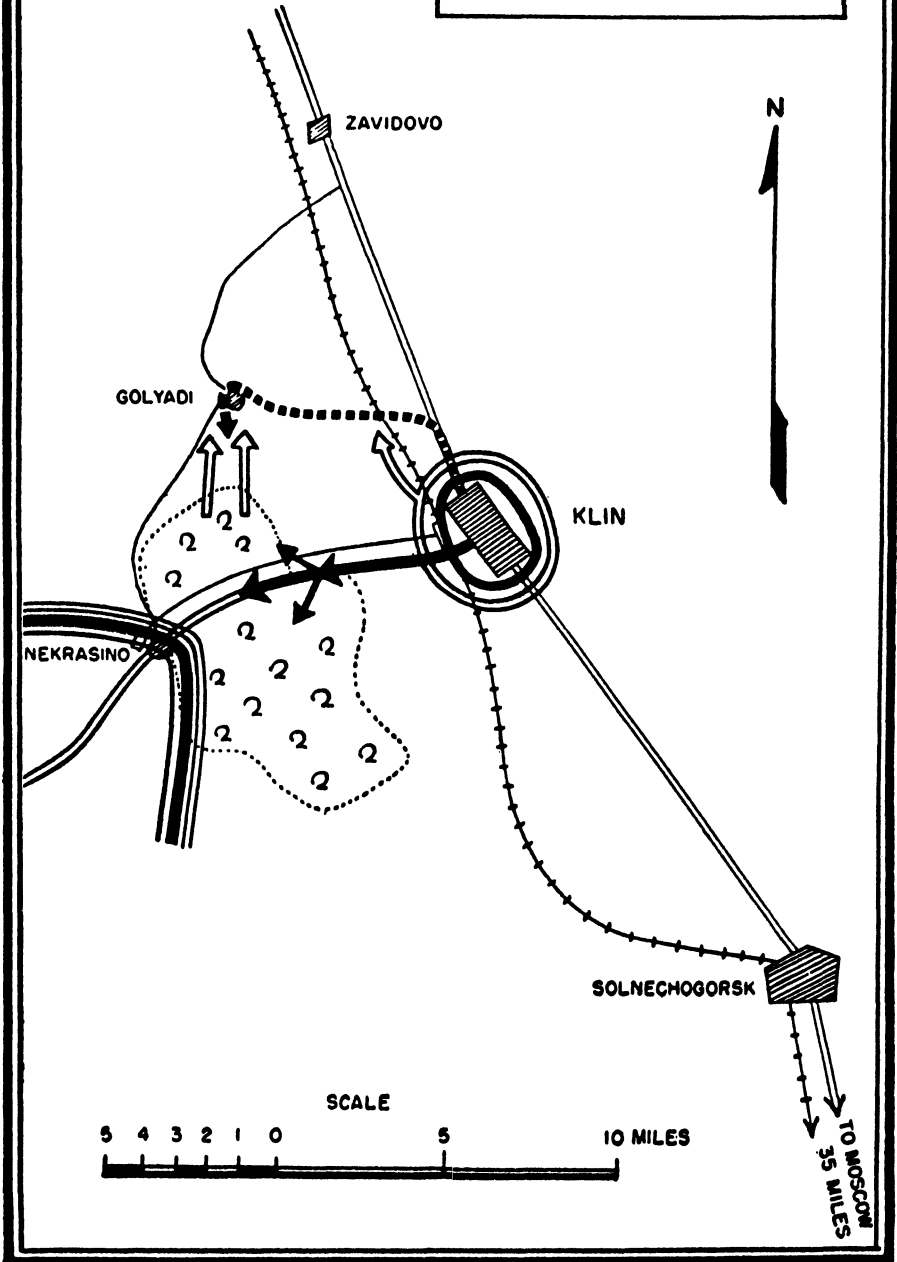 N
ZAVIDOVO
GOLYADI
KLIN
NEKRASINO
SOLNECHOGORSK
SCALE
5 4 3 2 1 0 5 10 MILES
TO MOSCOW
35 MILES